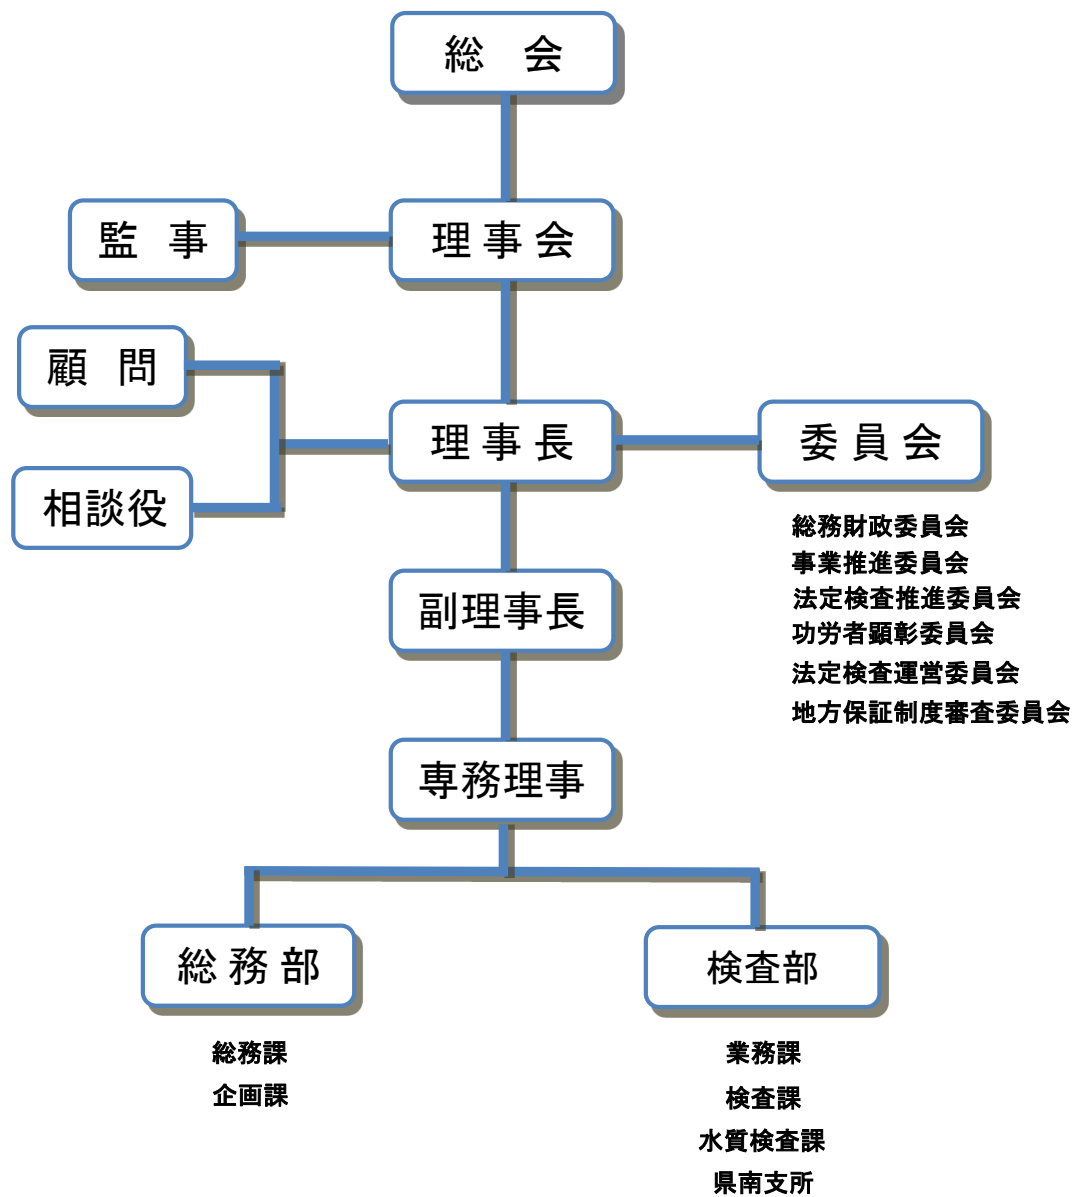 総　会
監　事
理 事 会
顧　問
理 事 長
委 員 会
相談役
総務財政委員会
事業推進委員会
法定検査推進委員会
功労者顕彰委員会
法定検査運営委員会
地方保証制度審査委員会
副理事長
専務理事
総 務 部
検査部
総務課
企画課
業務課
検査課
水質検査課
県南支所